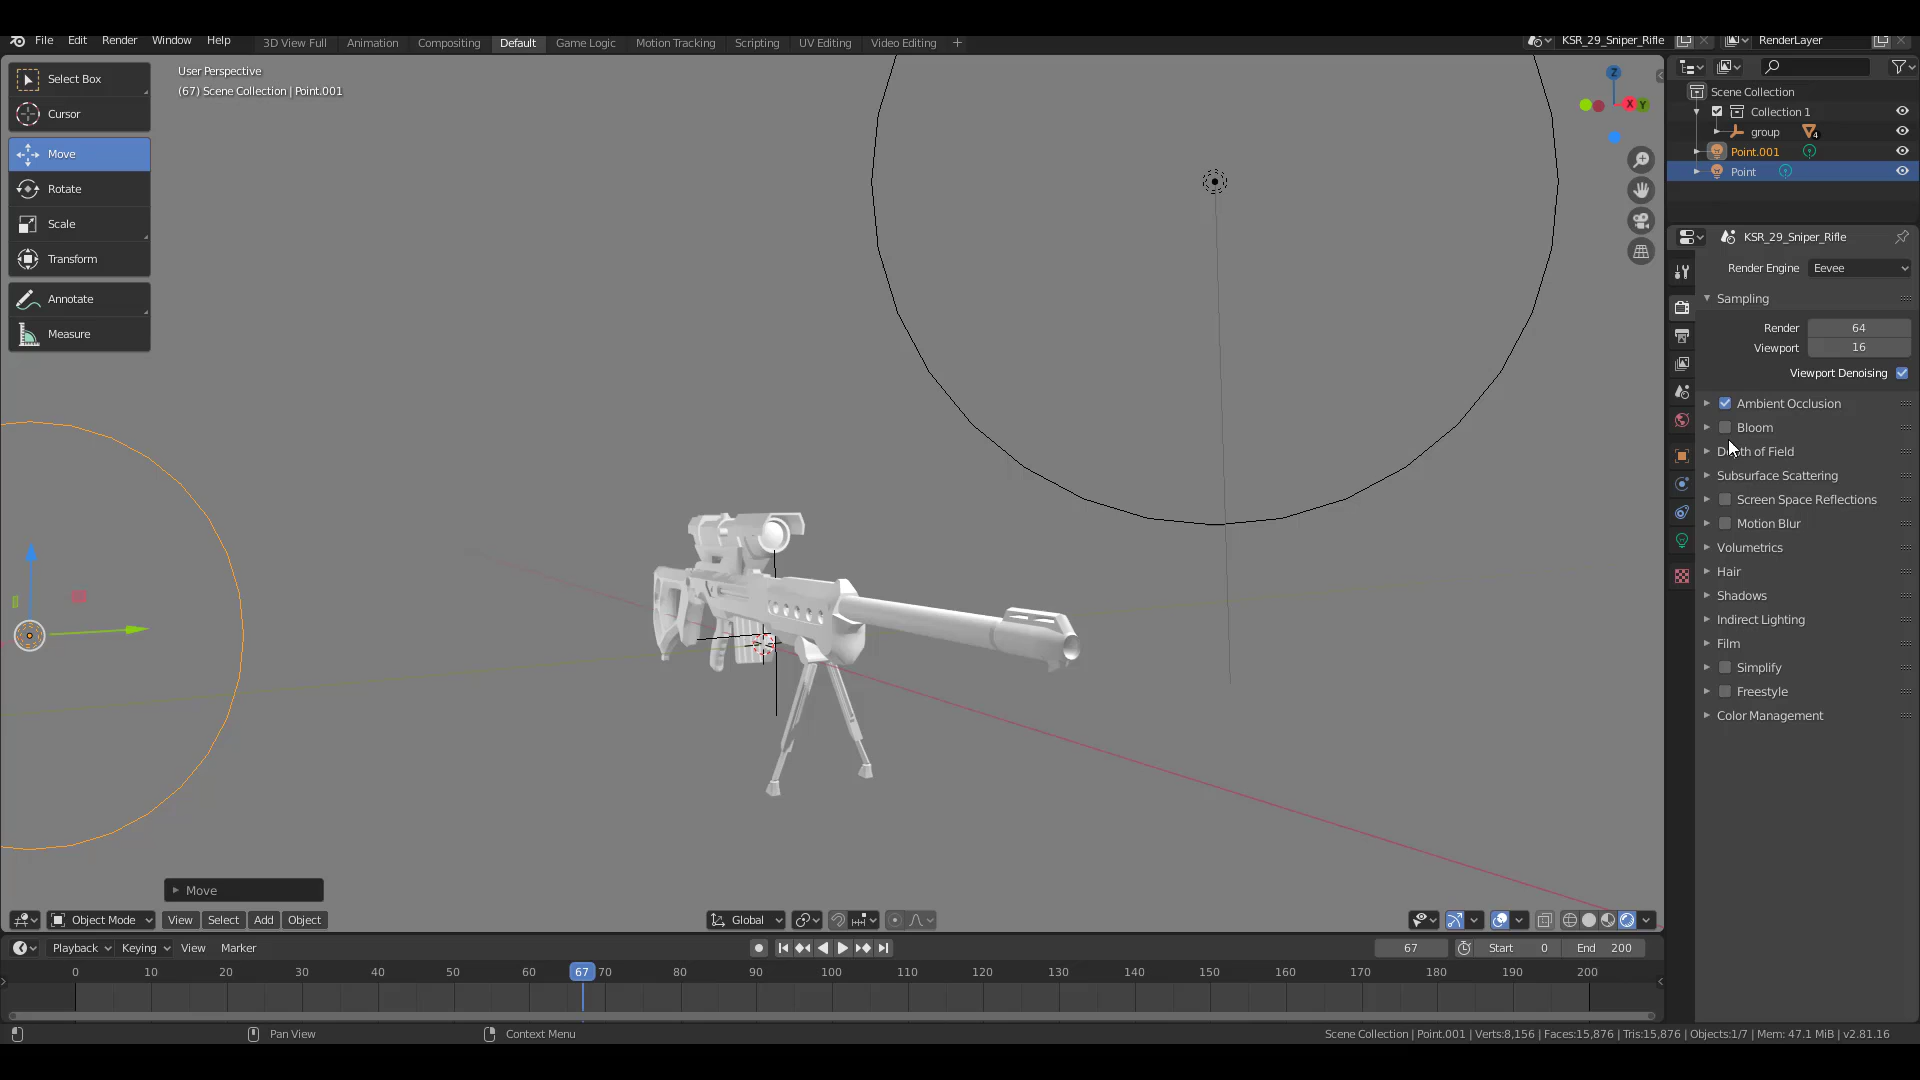 File Edit Render Window Help
3D View Full Animation Compositing Default Game Logic Motion Tracking Scripting UV Editing Video Editing +
KSR_29_Sniper_Rifle
RenderLayer
Select Box
Cursor
Move
Rotate
Scale
Transform
Annotate
Measure
User Perspective
(67) Scene Collection | Point.001
Z
X
Y
Scene Collection
Collection 1
group 4
Point.001
Point
KSR_29_Sniper_Rifle
Render Engine Eevee
Sampling
Render 64
Viewport 16
Viewport Denoising
Ambient Occlusion
Bloom
Depth of Field
Subsurface Scattering
Screen Space Reflections
Motion Blur
Volumetrics
Hair
Shadows
Indirect Lighting
Film
Simplify
Freestyle
Color Management
Move
Object Mode View Select Add Object Global
Playback Keying View Marker 67 Start 0 End 200
0 10 20 30 40 50 60 67 70 80 90 100 110 120 130 140 150 160 170 180 190 200
Pan View Context Menu Scene Collection | Point.001 | Verts:8,156 | Faces:15,876 | Tris:15,876 | Objects:1/7 | Mem: 47.1 MiB | v2.81.16